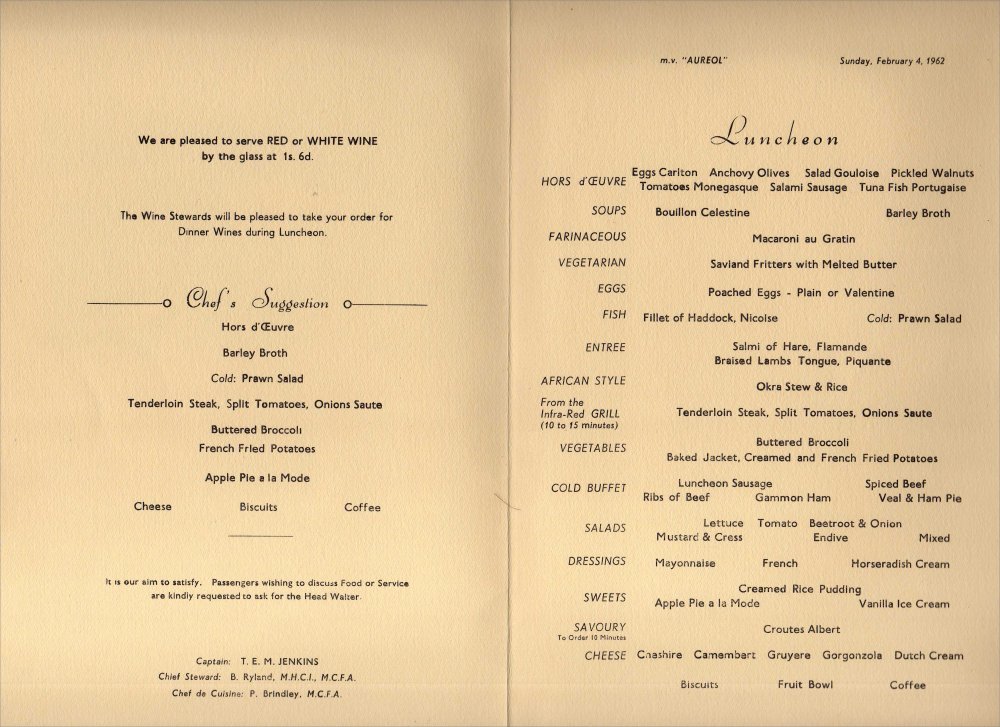 We are pleased to serve RED or WHITE WINE
by the glass at 1s. 6d.
The Wine Stewards will be pleased to take your order for
Dinner Wines during Luncheon.
Chef's Suggestion
Hors d'Œuvre
Barley Broth
Cold: Prawn Salad
Tenderloin Steak, Split Tomatoes, Onions Saute
Buttered Broccoli
French Fried Potatoes
Apple Pie a la Mode
Cheese Biscuits Coffee
It is our aim to satisfy. Passengers wishing to discuss Food or Service
are kindly requested to ask for the Head Waiter.
Captain: T. E. M. JENKINS
Chief Steward: B. Ryland, M.H.C.I., M.C.F.A.
Chef de Cuisine: P. Brindley, M.C.F.A.
m.v. "AUREOL" Sunday, February 4, 1962
Luncheon
HORS d'ŒUVRE Eggs Carlton Anchovy Olives Salad Gouloise Pickled Walnuts
Tomatoes Monegasque Salami Sausage Tuna Fish Portugaise
SOUPS Bouillon Celestine Barley Broth
FARINACEOUS Macaroni au Gratin
VEGETARIAN Savland Fritters with Melted Butter
EGGS Poached Eggs - Plain or Valentine
FISH Fillet of Haddock, Nicoise Cold: Prawn Salad
ENTREE Salmi of Hare, Flamande
Braised Lambs Tongue, Piquante
AFRICAN STYLE Okra Stew & Rice
From the
Infra-Red GRILL Tenderloin Steak, Split Tomatoes, Onions Saute
(10 to 15 minutes)
VEGETABLES Buttered Broccoli
Baked Jacket, Creamed and French Fried Potatoes
COLD BUFFET Luncheon Sausage Spiced Beef
Ribs of Beef Gammon Ham Veal & Ham Pie
SALADS Lettuce Tomato Beetroot & Onion
Mustard & Cress Endive Mixed
DRESSINGS Mayonnaise French Horseradish Cream
SWEETS Creamed Rice Pudding
Apple Pie a la Mode Vanilla Ice Cream
SAVOURY Croutes Albert
To Order 10 Minutes
CHEESE Cheshire Camembert Gruyere Gorgonzola Dutch Cream
Biscuits Fruit Bowl Coffee